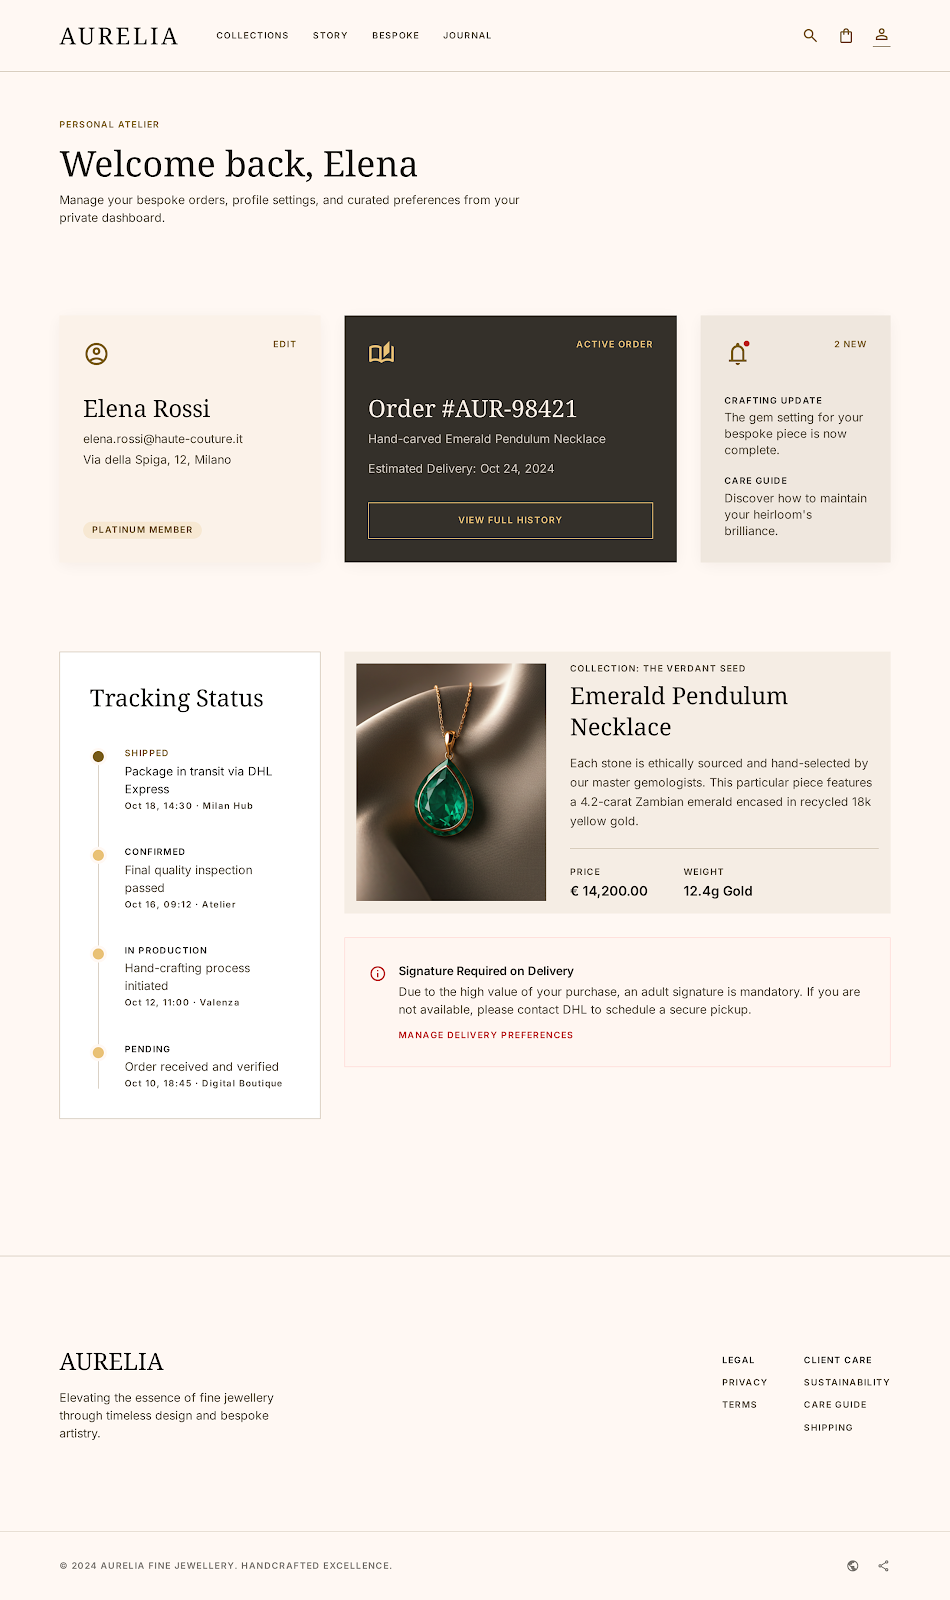 AURELIA
COLLECTIONS
STORY
BESPOKE
JOURNAL
PERSONAL ATELIER
Welcome back, Elena
Manage your bespoke orders, profile settings, and curated preferences from your
private dashboard.
EDIT
Elena Rossi
elena.rossi@haute-couture.it
Via della Spiga, 12, Milano
PLATINUM MEMBER
ACTIVE ORDER
Order #AUR-98421
Hand-carved Emerald Pendulum Necklace
Estimated Delivery: Oct 24, 2024
VIEW FULL HISTORY
2 NEW
CRAFTING UPDATE
The gem setting for your
bespoke piece is now
complete.
CARE GUIDE
Discover how to maintain
your heirloom's
brilliance.
Tracking Status
SHIPPED
Package in transit via DHL
Express
Oct 18, 14:30 · Milan Hub
CONFIRMED
Final quality inspection
passed
Oct 16, 09:12 · Atelier
IN PRODUCTION
Hand-crafting process
initiated
Oct 12, 11:00 · Valenza
PENDING
Order received and verified
Oct 10, 18:45 · Digital Boutique
COLLECTION: THE VERDANT SEED
Emerald Pendulum
Necklace
Each stone is ethically sourced and hand-selected by
our master gemologists. This particular piece features
a 4.2-carat Zambian emerald encased in recycled 18k
yellow gold.
PRICE
€ 14,200.00
WEIGHT
12.4g Gold
Signature Required on Delivery
Due to the high value of your purchase, an adult signature is mandatory. If you are
not available, please contact DHL to schedule a secure pickup.
MANAGE DELIVERY PREFERENCES
AURELIA
Elevating the essence of fine jewellery
through timeless design and bespoke
artistry.
LEGAL
PRIVACY
TERMS
CLIENT CARE
SUSTAINABILITY
CARE GUIDE
SHIPPING
© 2024 AURELIA FINE JEWELLERY. HANDCRAFTED EXCELLENCE.